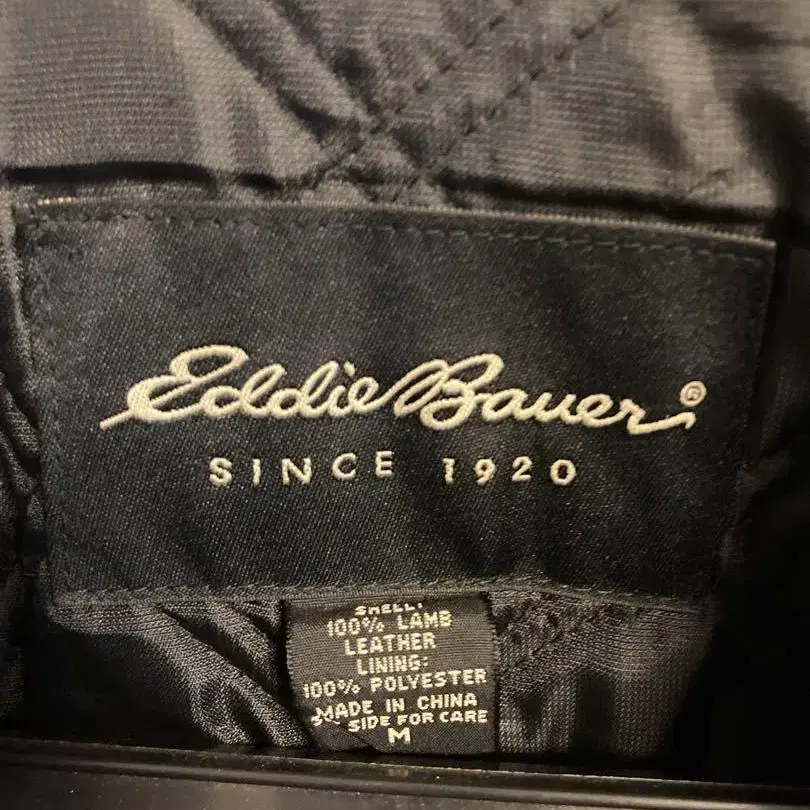 Eddie Bauer®
SINCE 1920
SHELL:
100% LAMB
LEATHER
LINING:
100% POLYESTER
MADE IN CHINA
SIDE FOR CARE
M